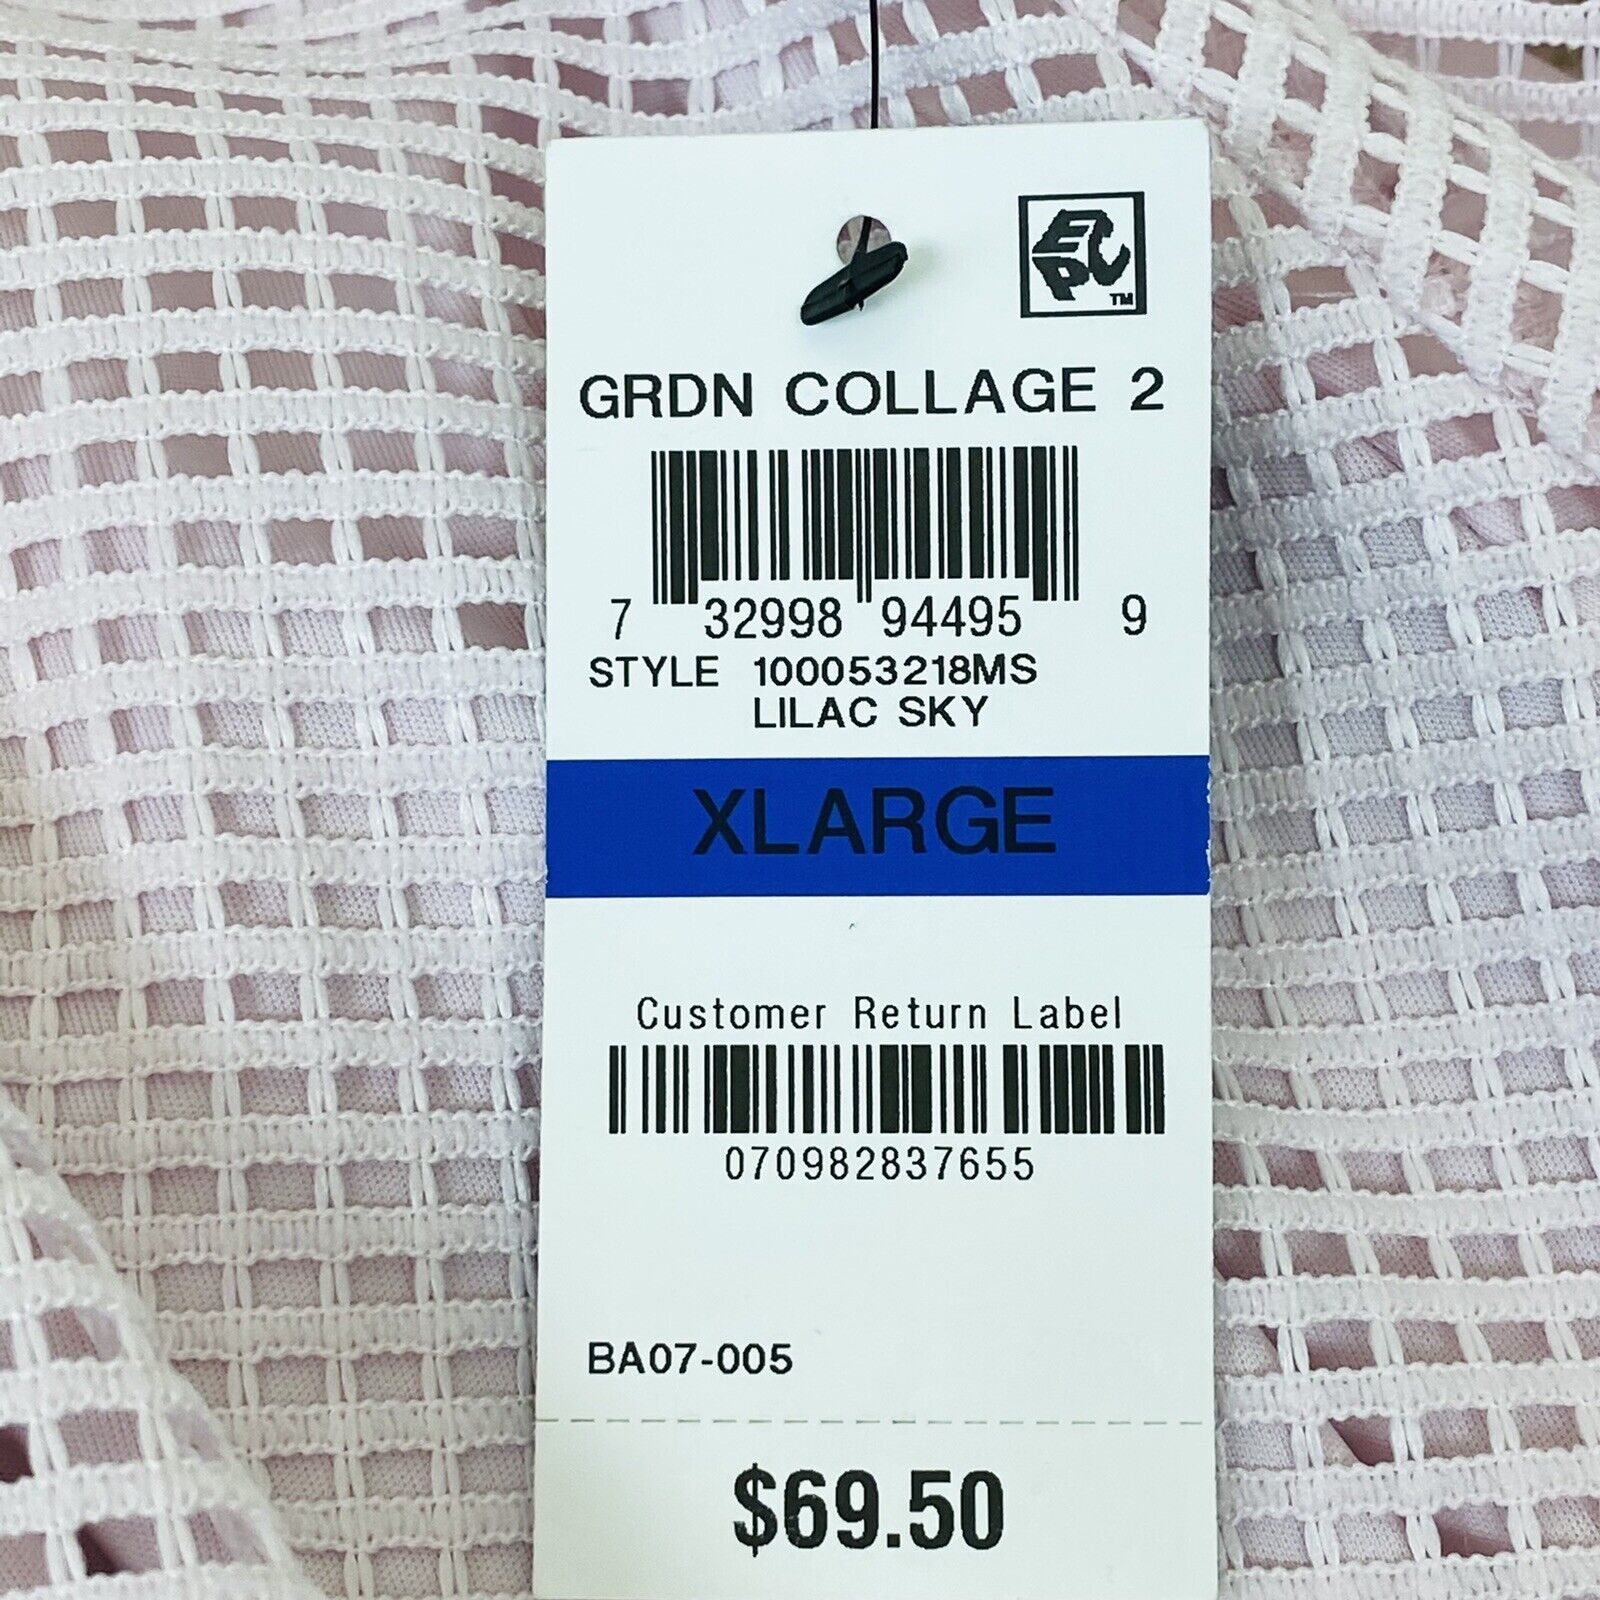 EPC™
GRDN COLLAGE 2
7 32998 94495 9
STYLE 100053218MS
LILAC SKY
XLARGE
Customer Return Label
070982837655
BA07-005
$69.50